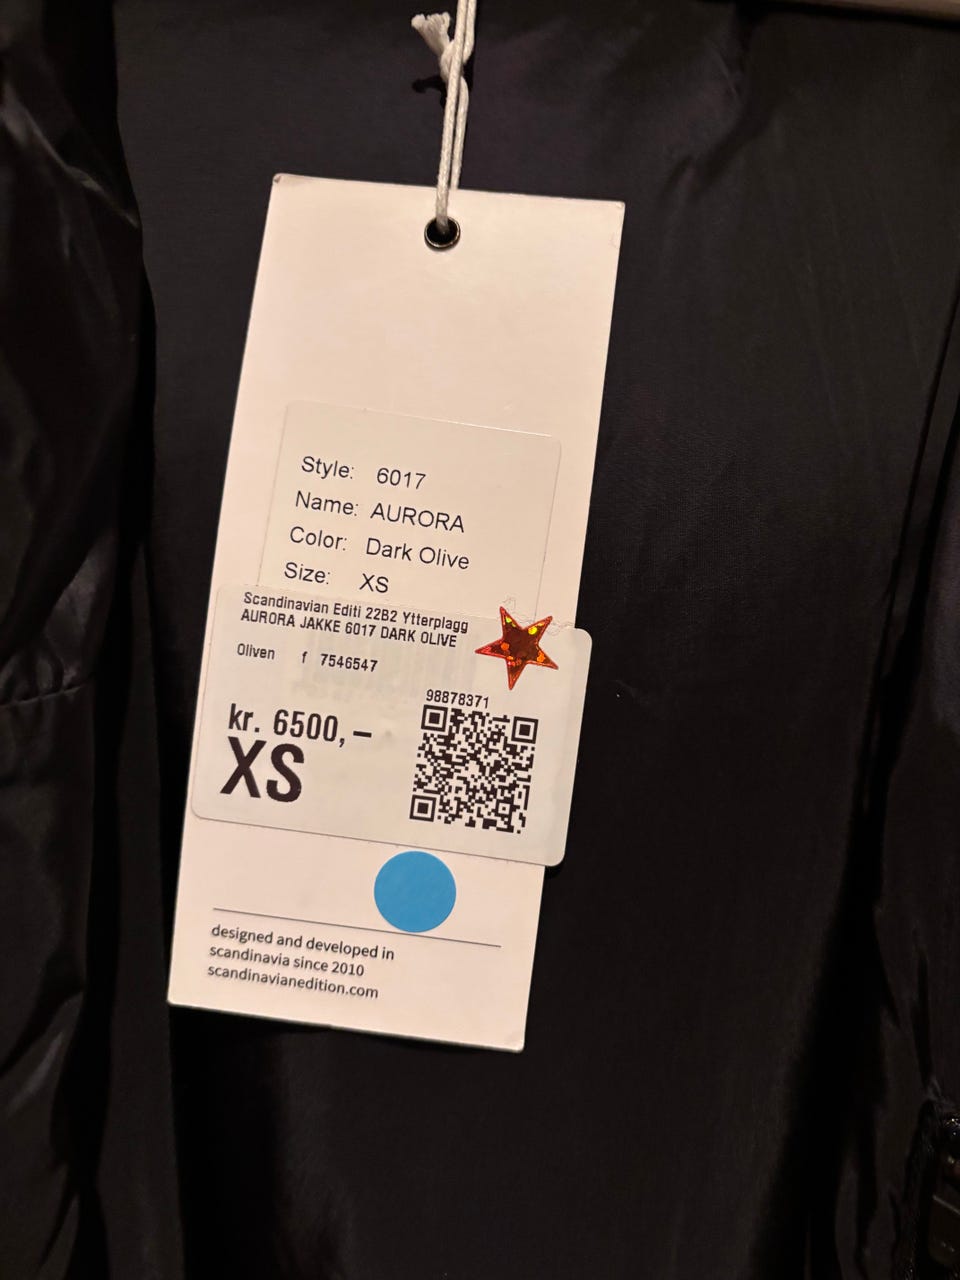 Style: 6017
Name: AURORA
Color: Dark Olive
Size: XS
Scandinavian Editi 22B2 Ytterplagg
AURORA JAKKE 6017 DARK OLIVE
Oliven f 7546547
98878371
kr. 6500,–
XS
designed and developed in
scandinavia since 2010
scandinavianedition.com